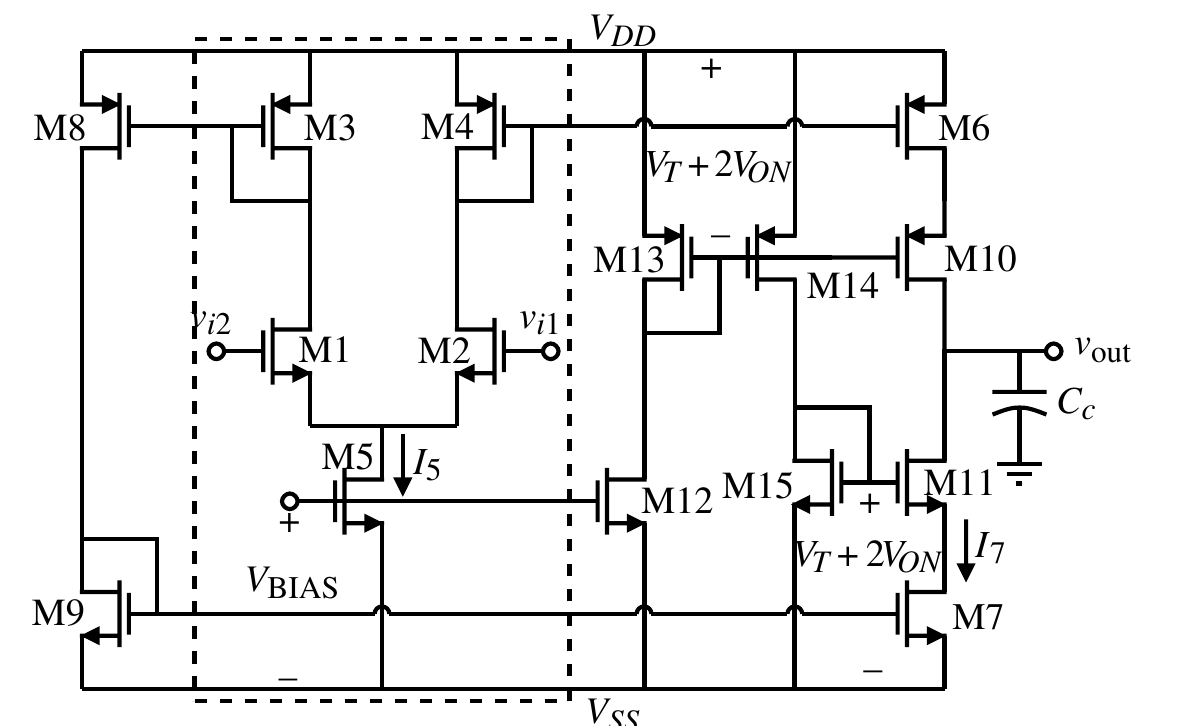 V_DD
+
M8
M3
M4
M6
V_T + 2V_ON
M13
−
M14
M10
v_i2
v_i1
M1
M2
v_out
C_c
M5
I_5
M12
M15
M11
+
+
V_T + 2V_ON
I_7
V_BIAS
M9
M7
−
−
V_SS